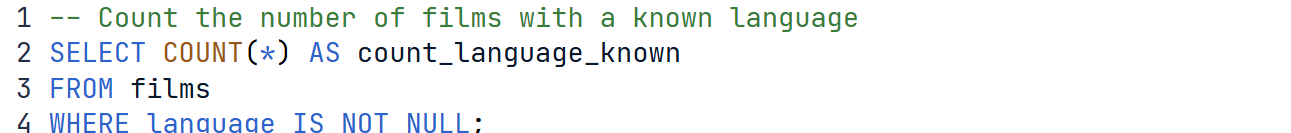 1 -- Count the number of films with a known language
2 SELECT COUNT(*) AS count_language_known
3 FROM films
4 WHERE language IS NOT NULL;